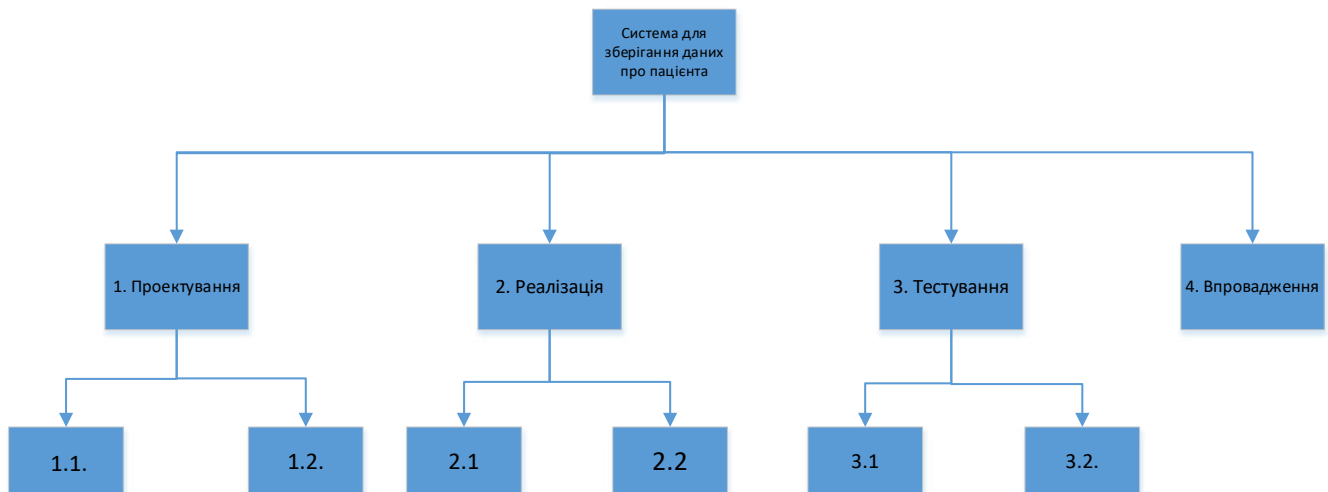 Система для
зберігання даних
про пацієнта
1. Проектування
2. Реалізація
3. Тестування
4. Впровадження
1.1.
1.2.
2.1
2.2
3.1
3.2.